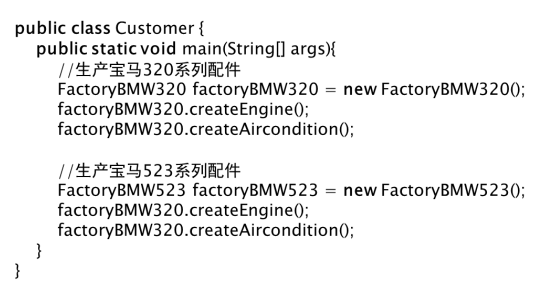 public class Customer {
public static void main(String[] args){
//生产宝马320系列配件
FactoryBMW320 factoryBMW320 = new FactoryBMW320();
factoryBMW320.createEngine();
factoryBMW320.createAircondition();
//生产宝马523系列配件
FactoryBMW523 factoryBMW523 = new FactoryBMW523();
factoryBMW320.createEngine();
factoryBMW320.createAircondition();
}
}